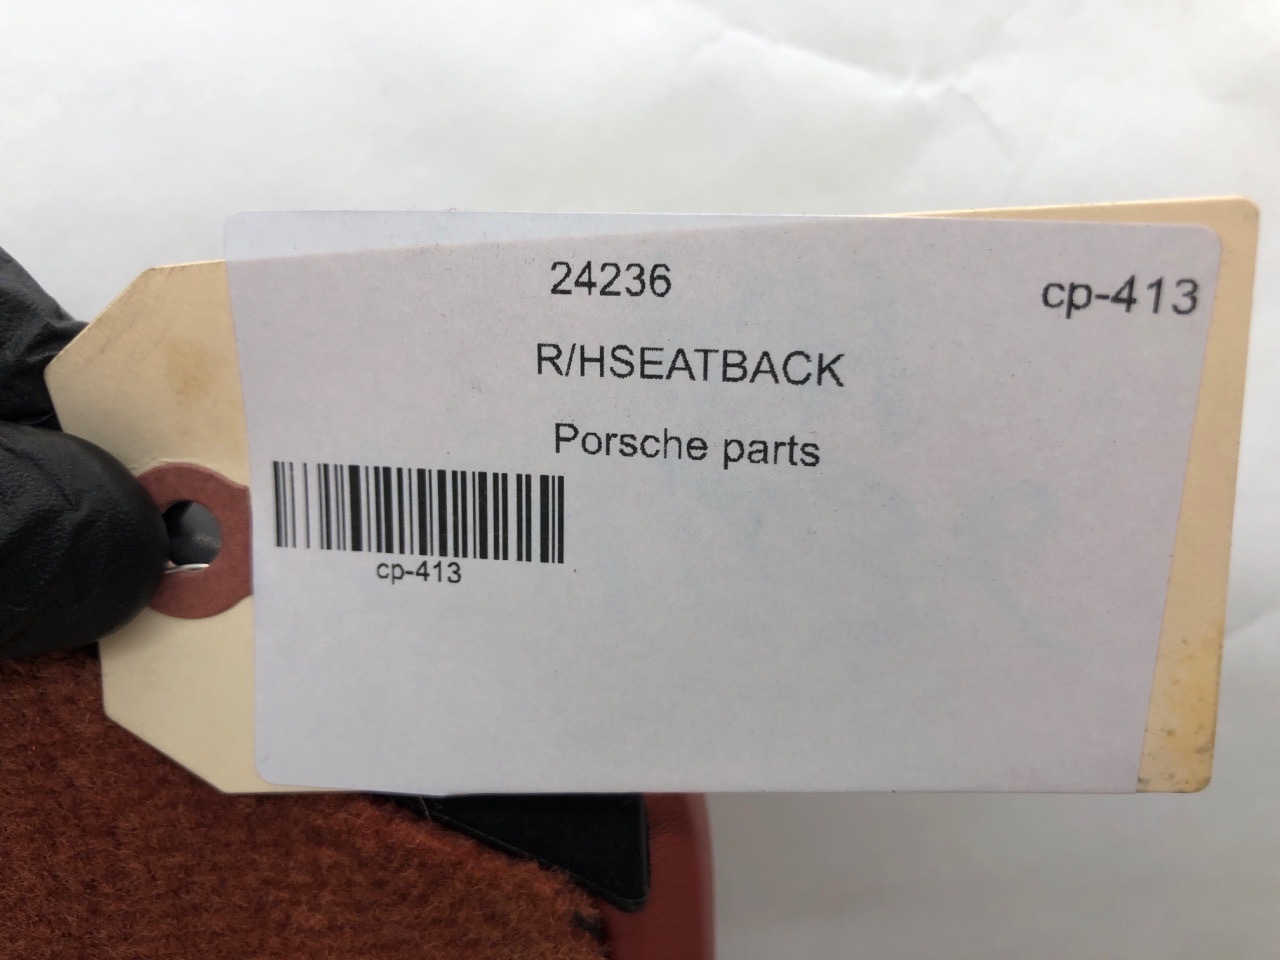 24236
cp-413
R/HSEATBACK
Porsche parts
cp-413